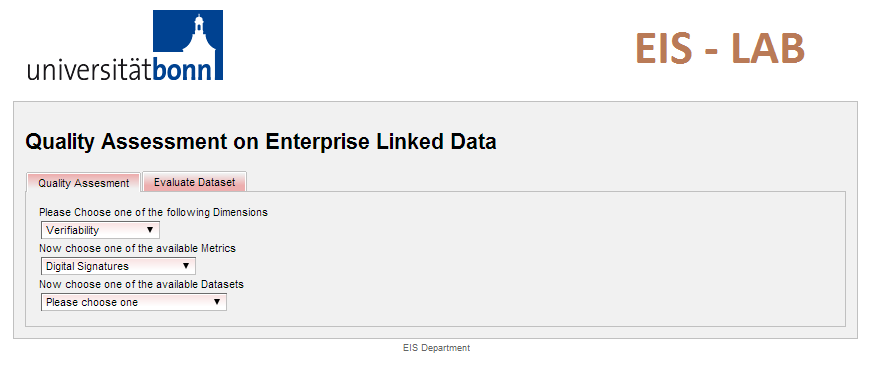 universitätbonn
EIS - LAB
Quality Assessment on Enterprise Linked Data
Quality Assesment
Evaluate Dataset
Please Choose one of the following Dimensions
Verifiability
Now choose one of the available Metrics
Digital Signatures
Now choose one of the available Datasets
Please choose one
EIS Department